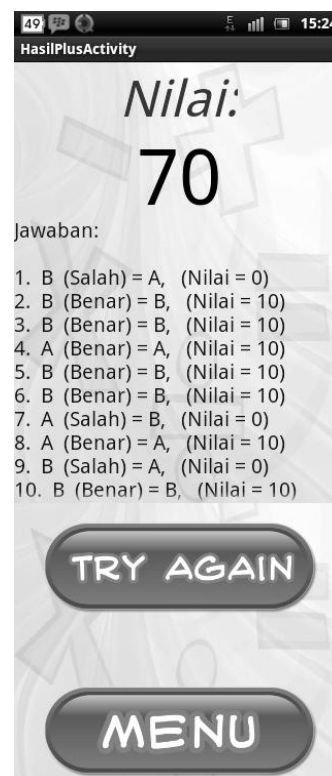 49 E 15:24
HasilPlusActivity
Nilai:
70
Jawaban:
1. B (Salah) = A, (Nilai = 0)
2. B (Benar) = B, (Nilai = 10)
3. B (Benar) = B, (Nilai = 10)
4. A (Benar) = A, (Nilai = 10)
5. B (Benar) = B, (Nilai = 10)
6. B (Benar) = B, (Nilai = 10)
7. A (Salah) = B, (Nilai = 0)
8. A (Benar) = A, (Nilai = 10)
9. B (Salah) = A, (Nilai = 0)
10. B (Benar) = B, (Nilai = 10)
TRY AGAIN
MENU